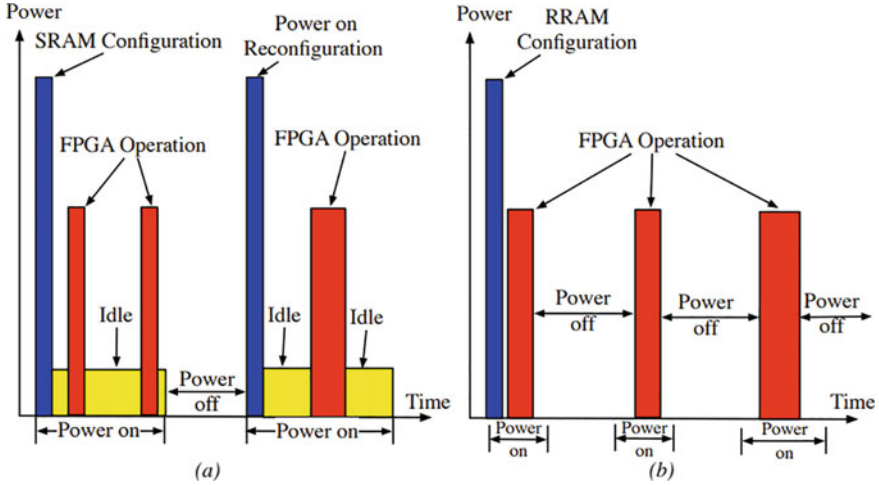 Power
SRAM Configuration
Power on
Reconfiguration
FPGA Operation
FPGA Operation
Idle
Idle
Idle
Power
off
Time
Power on
Power on
(a)
Power
RRAM
Configuration
FPGA Operation
Power
off
Power
off
Power
off
Time
Power
on
Power
on
Power
on
(b)